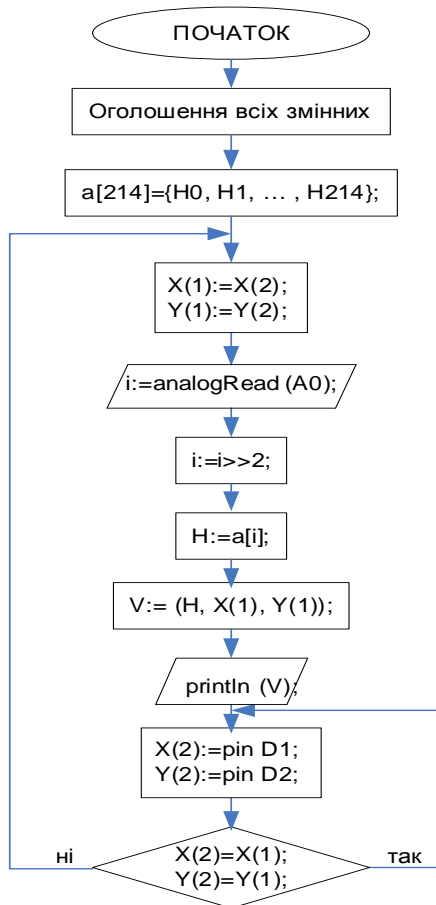 ПОЧАТОК
Оголошення всіх змінних
a[214]={H0, H1, … , H214};
X(1):=X(2);
Y(1):=Y(2);
i:=analogRead (A0);
i:=i>>2;
H:=a[i];
V:= (H, X(1), Y(1));
println (V);
X(2):=pin D1;
Y(2):=pin D2;
ні
X(2)=X(1);
Y(2)=Y(1);
так